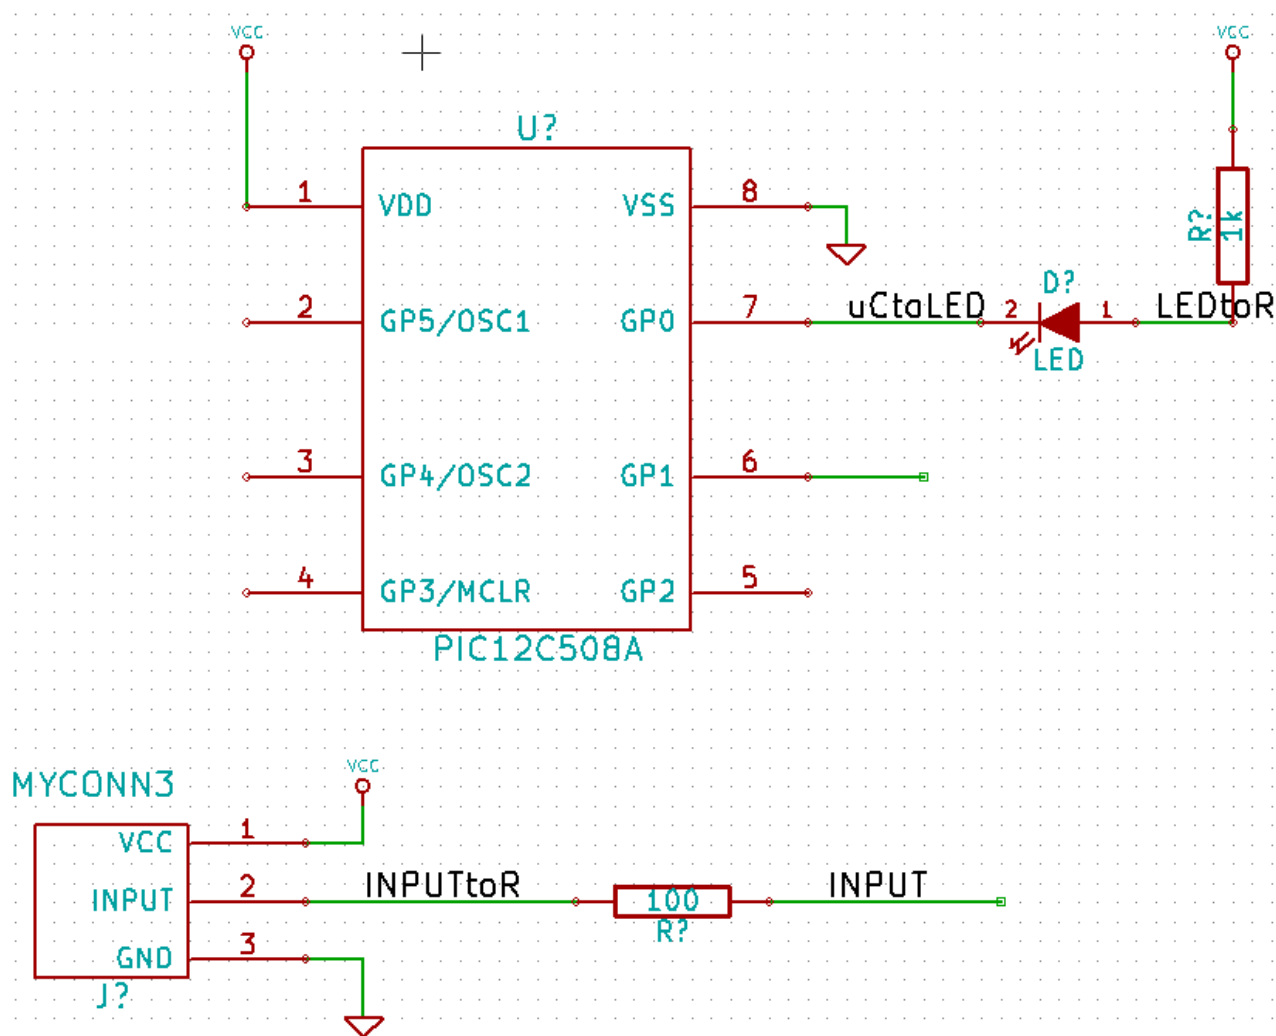 VCC
VCC
U?
1 VDD VSS 8
R? 1k
2 GP5/OSC1 GP0 7 uCtoLED 2 D? 1 LEDtoR
LED
3 GP4/OSC2 GP1 6
4 GP3/MCLR GP2 5
PIC12C508A
MYCONN3
VCC
VCC 1
INPUT 2 INPUTtoR 100 INPUT
R?
GND 3
J?